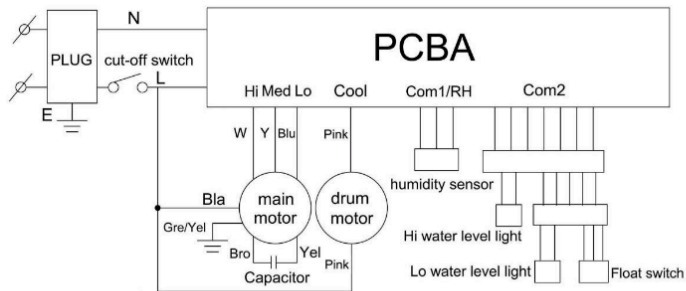 N
PCBA
PLUG
cut-off switch
L
E
Hi Med Lo Cool Com1/RH Com2
W Y Blu Pink
humidity sensor
Bla
main motor
drum motor
Gre/Yel
Hi water level light
Bro
Yel
Capacitor
Pink
Lo water level light
Float switch